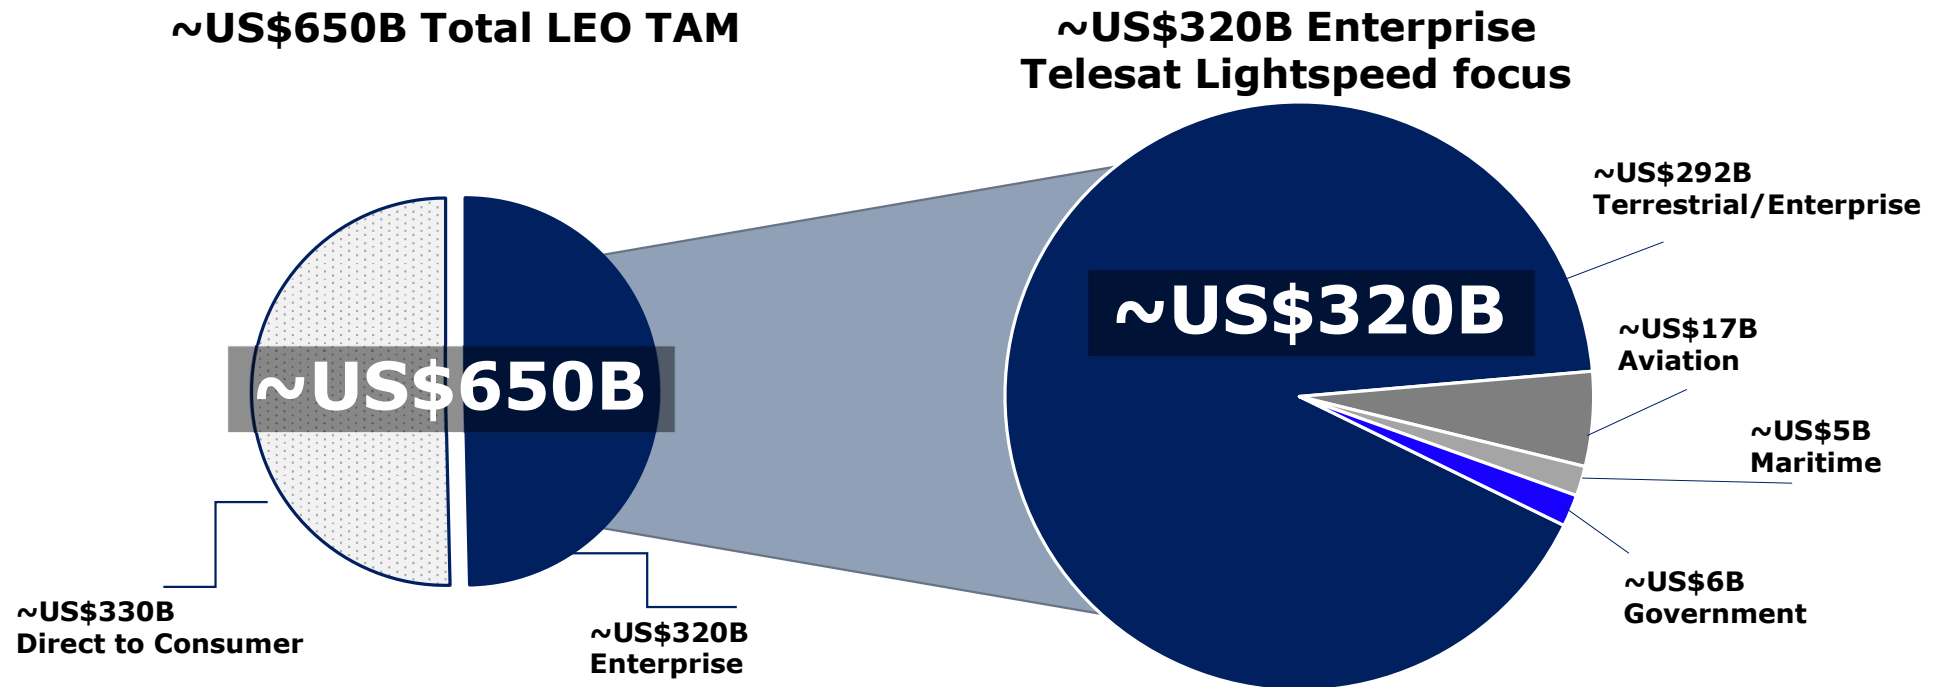 ~US$650B Total LEO TAM
~US$320B Enterprise
Telesat Lightspeed focus
~US$650B
~US$330B
Direct to Consumer
~US$320B
Enterprise
~US$320B
~US$292B
Terrestrial/Enterprise
~US$17B
Aviation
~US$5B
Maritime
~US$6B
Government